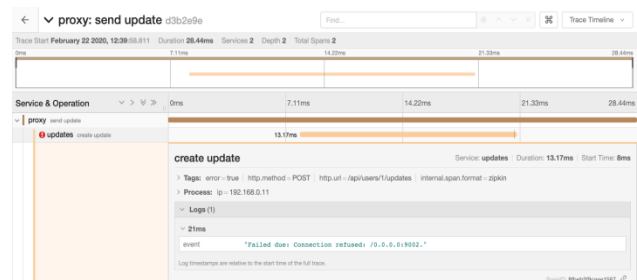 proxy: send update d3b2e9e
Find...
Trace Timeline
Trace Start February 22 2020, 12:39:58.611 Duration 28.44ms Services 2 Depth 2 Total Spans 2
0ms 7.11ms 14.22ms 21.33ms 28.44ms
Service & Operation 0ms 7.11ms 14.22ms 21.33ms 28.44ms
proxy send update
updates create update 13.17ms
create update Service: updates Duration: 13.17ms Start Time: 8ms
Tags: error = true http.method = POST http.url = /api/users/1/updates internal.span.format = zipkin
Process: ip = 192.168.0.11
Logs (1)
21ms
event "Failed due: Connection refused: /0.0.0.0:9002."
Log timestamps are relative to the start time of the full trace.